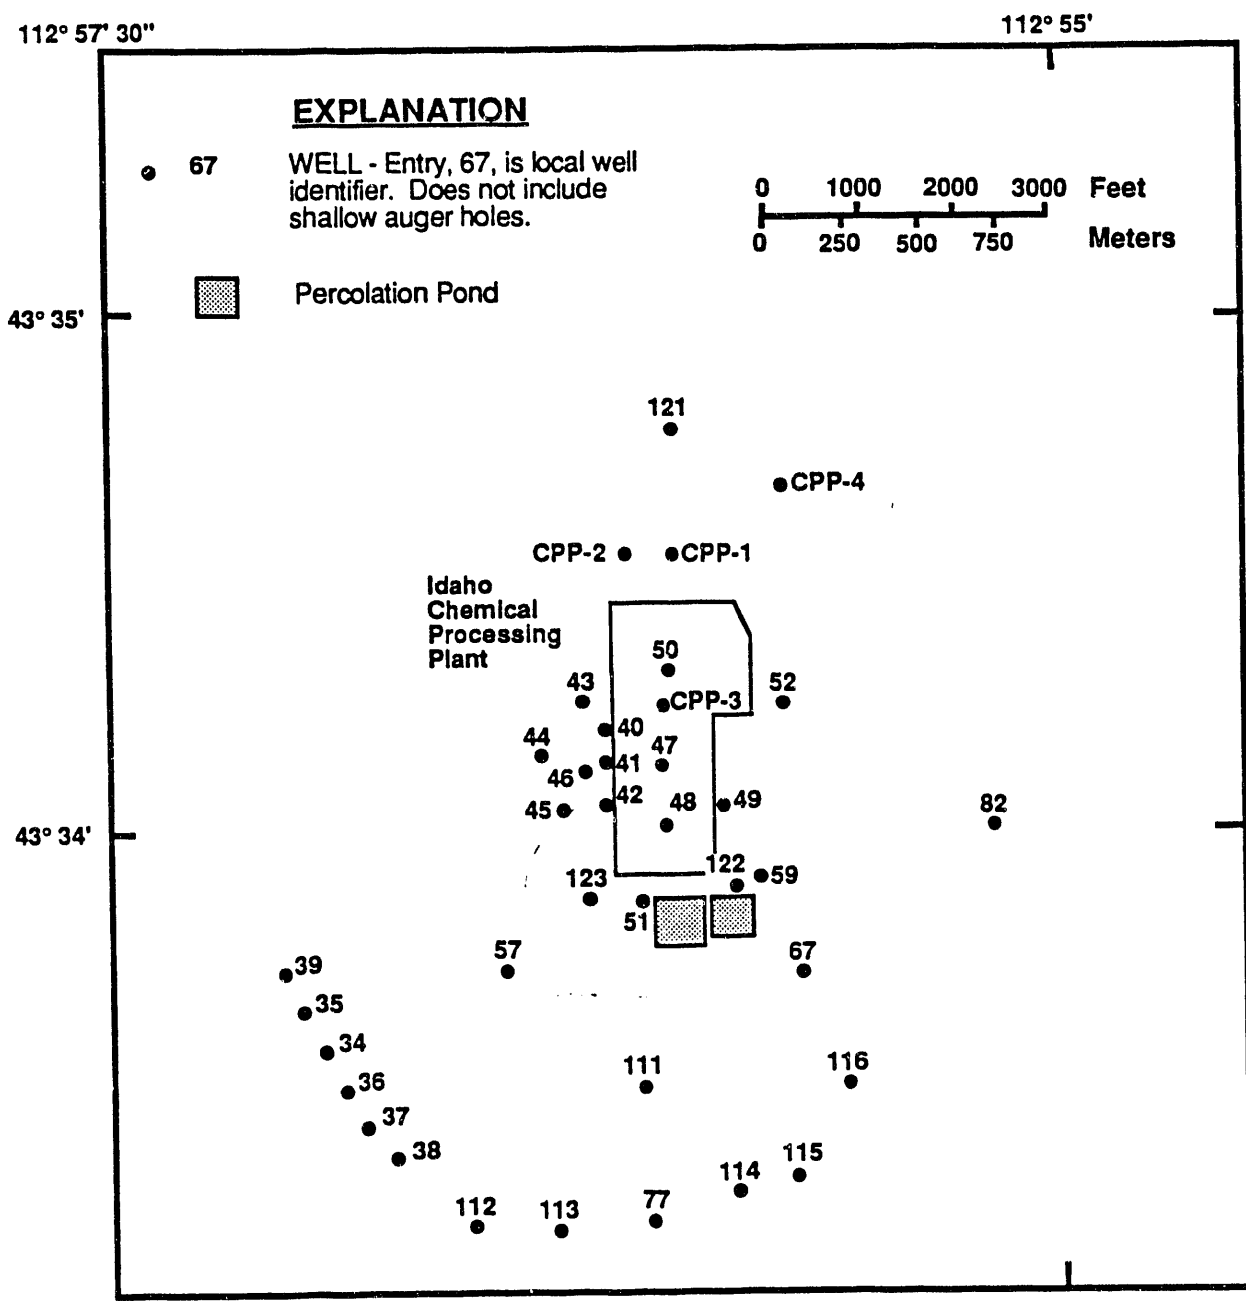 112° 57' 30"
112° 55'
EXPLANATION
67
WELL - Entry, 67, is local well
identifier. Does not include
shallow auger holes.
0 1000 2000 3000 Feet
0 250 500 750 Meters
Percolation Pond
43° 35'
121
CPP-4
CPP-2
CPP-1
Idaho
Chemical
Processing
Plant
50
43
CPP-3
52
40
44
47
41
46
42
45
48
49
82
43° 34'
122
59
123
51
57
67
39
35
34
111
116
36
37
38
115
114
77
112
113